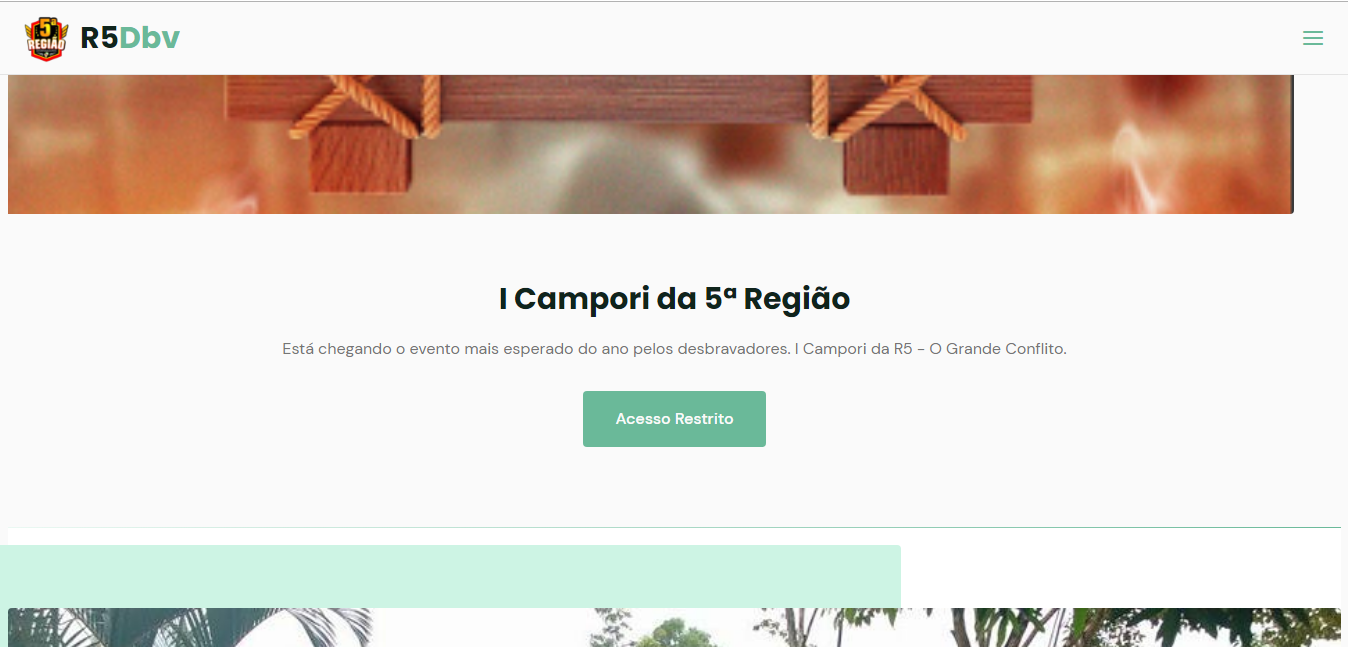 5ª
REGIÃO
R5Dbv
I Campori da 5ª Região
Está chegando o evento mais esperado do ano pelos desbravadores. I Campori da R5 - O Grande Conflito.
Acesso Restrito